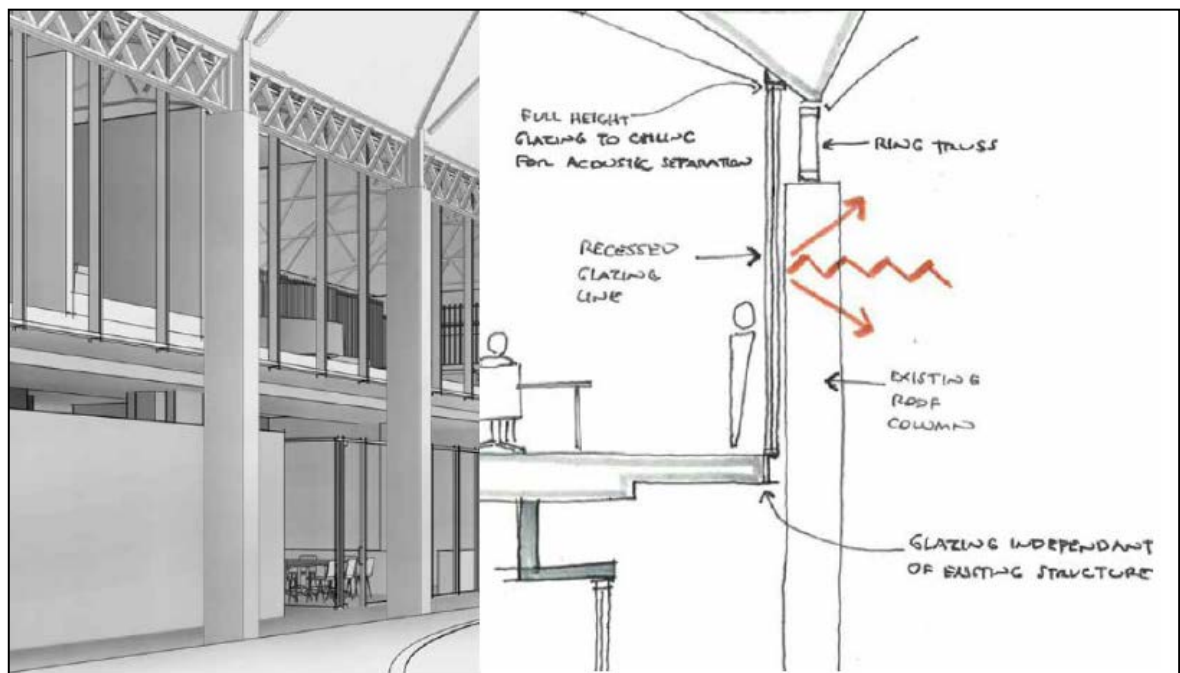 FULL HEIGHT
GLAZING TO CEILING
FOR ACOUSTIC SEPARATION
RING TRUSS
RECESSED
GLAZING
LINE
EXISTING
ROOF
COLUMN
GLAZING INDEPENDANT
OF EXISTING STRUCTURE